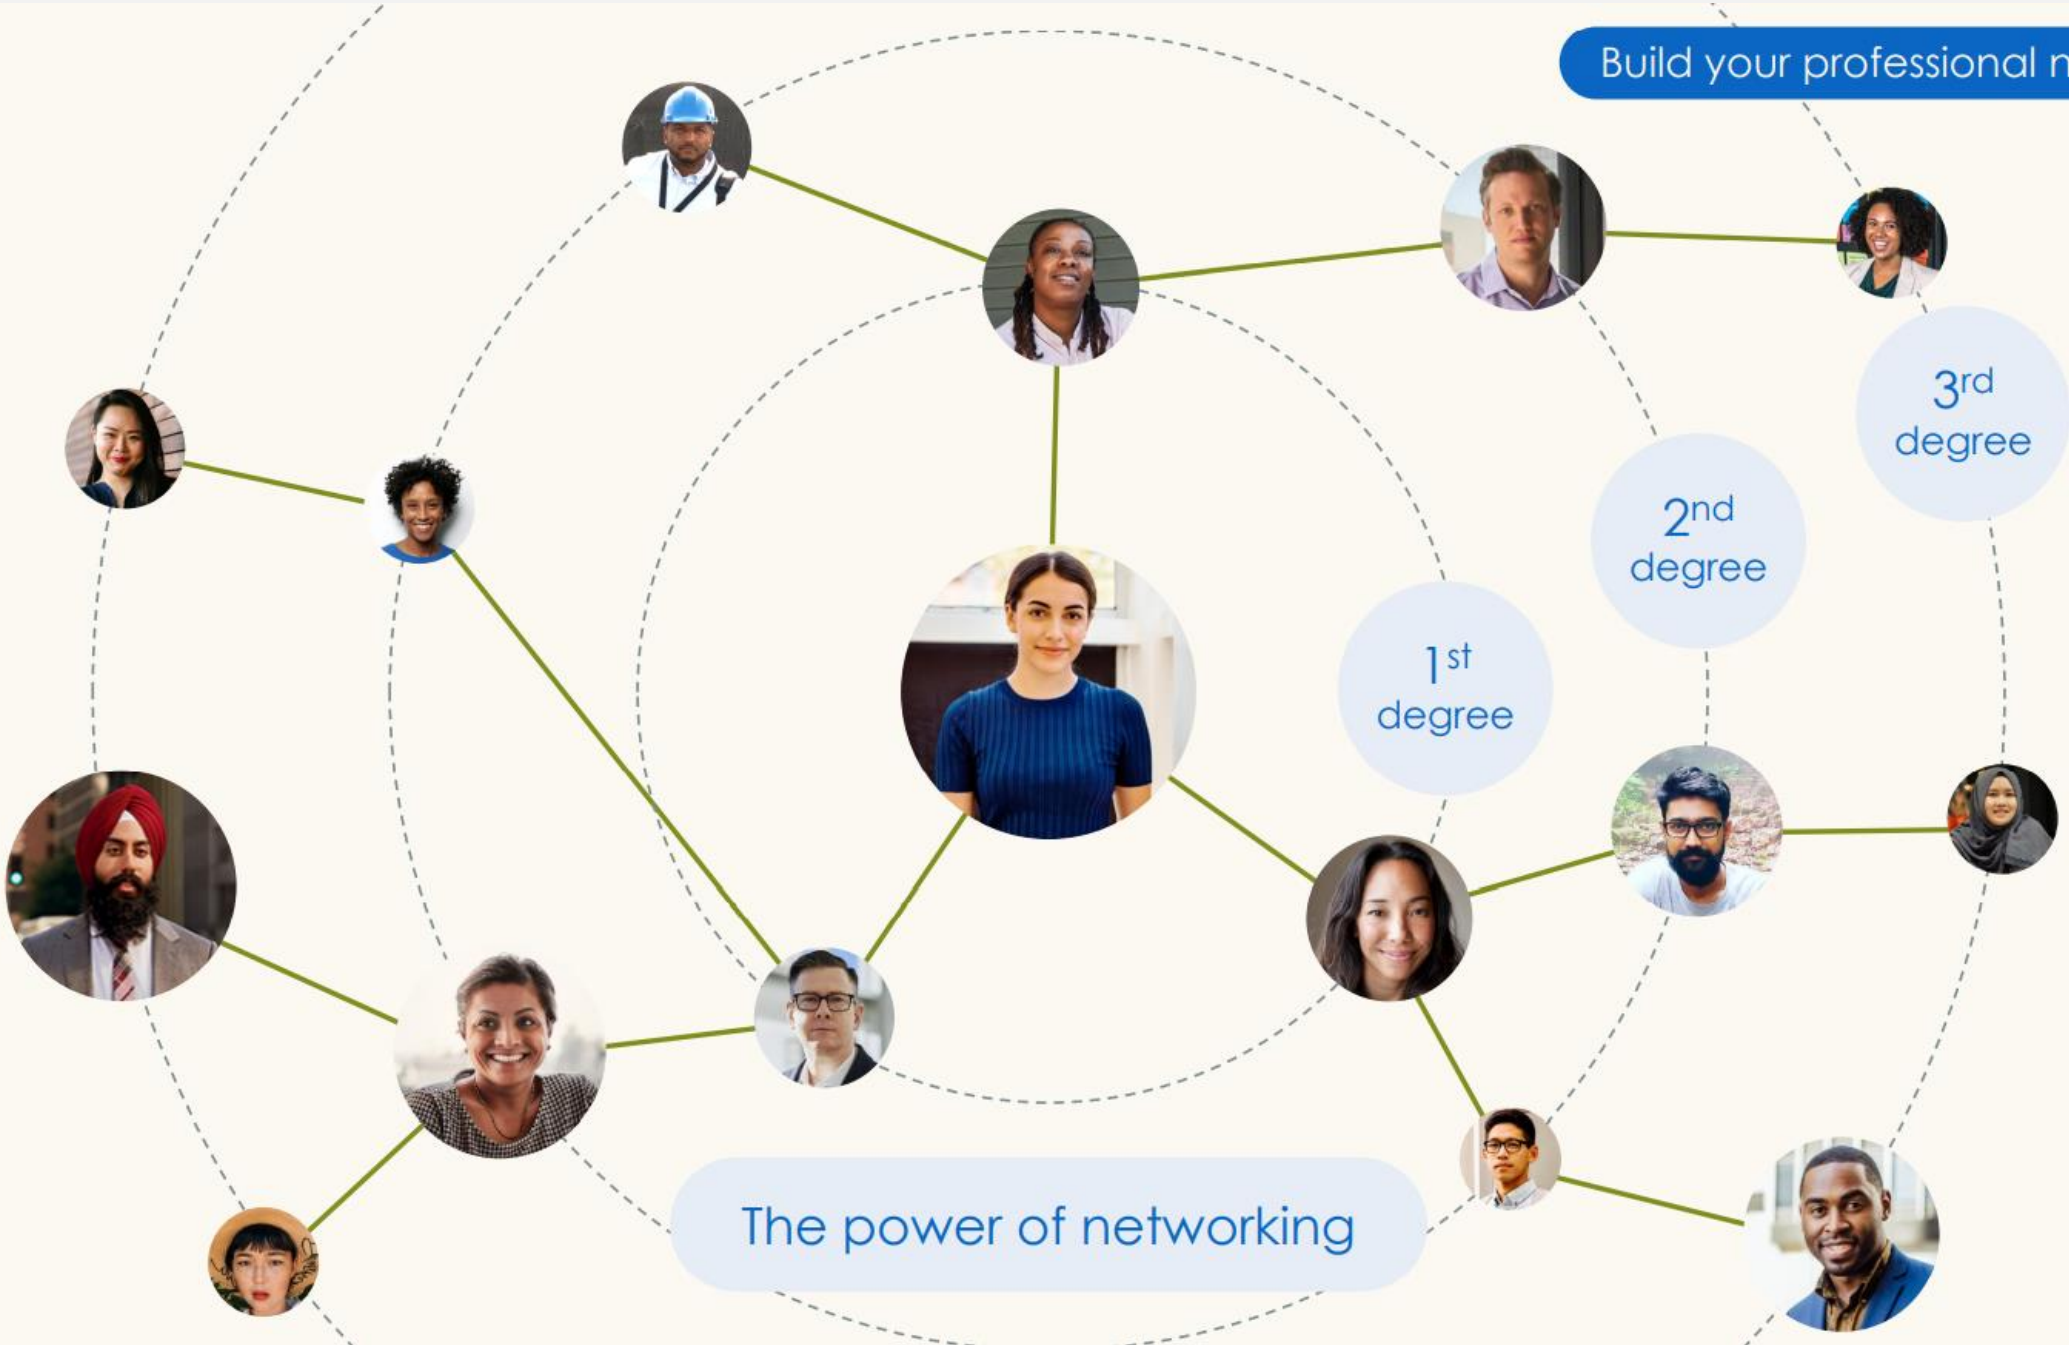 Build your professional
3rd
degree
2nd
degree
1st
degree
The power of networking